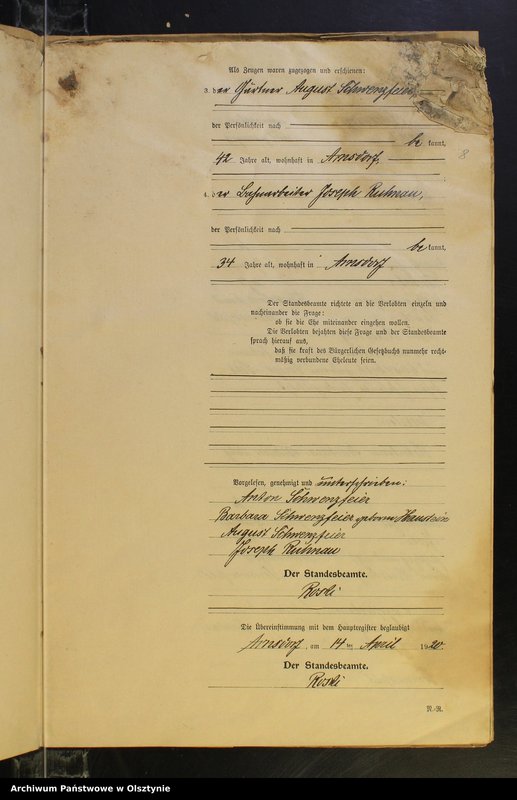 Als Zeugen waren zugezogen und erschienen:
3. der Gärtner August Schwenzfeier
der Persönlichkeit nach
bekannt,
42 Jahre alt, wohnhaft in Arnsdorf,
4. der Bahnarbeiter Joseph Ruhnau,
der Persönlichkeit nach
bekannt,
34 Jahre alt, wohnhaft in Arnsdorf
8
Der Standesbeamte richtete an die Verlobten einzeln und
nacheinander die Frage:
ob sie die Ehe miteinander eingehen wollen.
Die Verlobten bejahten diese Frage und der Standesbeamte
sprach hierauf aus,
daß sie kraft des Bürgerlichen Gesetzbuchs nunmehr recht-
mäßig verbundene Eheleute seien.
Vorgelesen, genehmigt und unterschrieben:
Anton Schwenzfeier
Barbara Schwenzfeier geborene
August Schwenzfeier
Joseph Ruhnau
Der Standesbeamte.
Die Übereinstimmung mit dem Hauptregister beglaubigt
Arnsdorf, am 14 ten April 1920.
Der Standesbeamte.
N.-R.
Archiwum Państwowe w Olsztynie